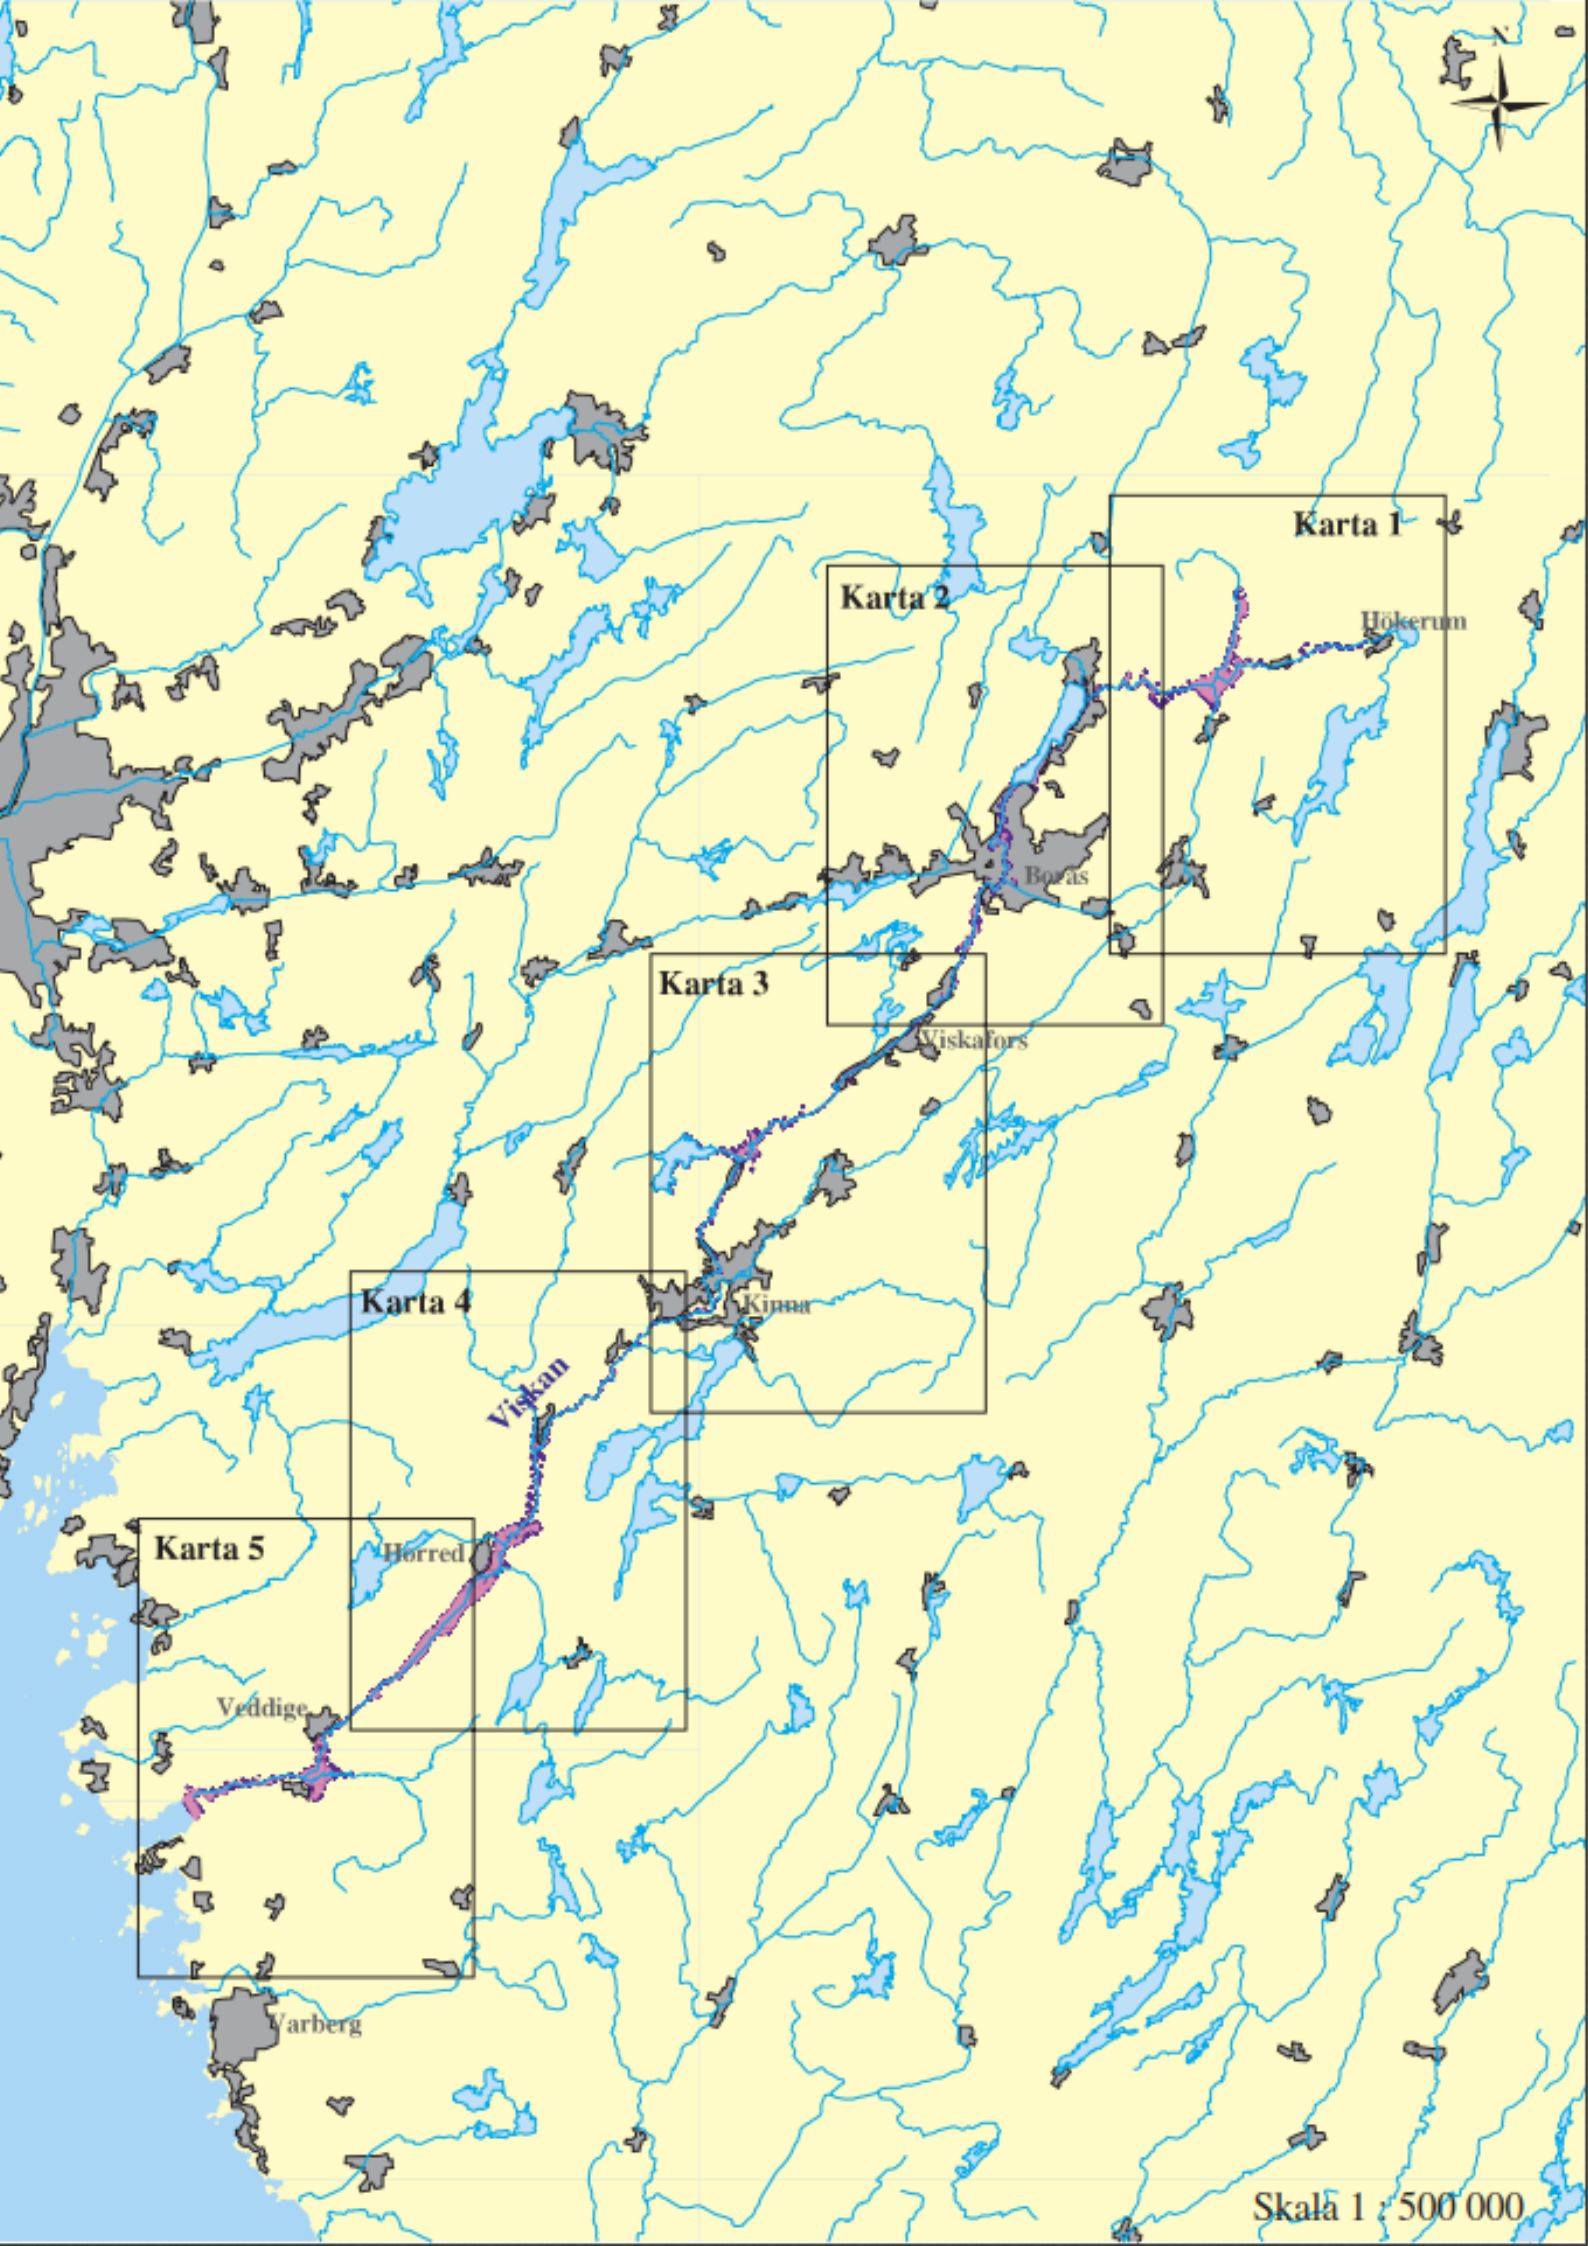 N
Karta 1
Karta 2
Hökerum
Borås
Karta 3
Viskafors
Karta 4
Kinna
Viskan
Karta 5
Horred
Veddige
Varberg
Skala 1 : 500 000